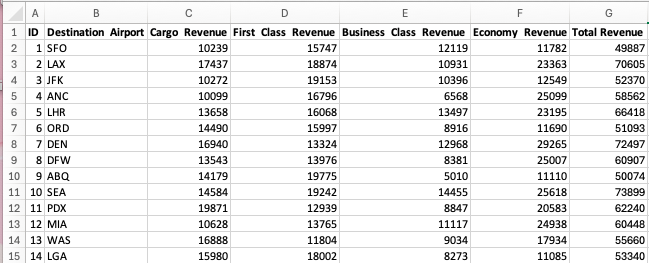 A B C D E F G
1 ID Destination Airport Cargo Revenue First Class Revenue Business Class Revenue Economy Revenue Total Revenue
2 1 SFO 10239 15747 12119 11782 49887
3 2 LAX 17437 18874 10931 23363 70605
4 3 JFK 10272 19153 10396 12549 52370
5 4 ANC 10099 16796 6568 25099 58562
6 5 LHR 13658 16068 13497 23195 66418
7 6 ORD 14490 15997 8916 11690 51093
8 7 DEN 16940 13324 12968 29265 72497
9 8 DFW 13543 13976 8381 25007 60907
10 9 ABQ 14179 19775 5010 11110 50074
11 10 SEA 14584 19242 14455 25618 73899
12 11 PDX 19871 12939 8847 20583 62240
13 12 MIA 10628 13765 11117 24938 60448
14 13 WAS 16888 11804 9034 17934 55660
15 14 LGA 15980 18002 8273 11085 53340